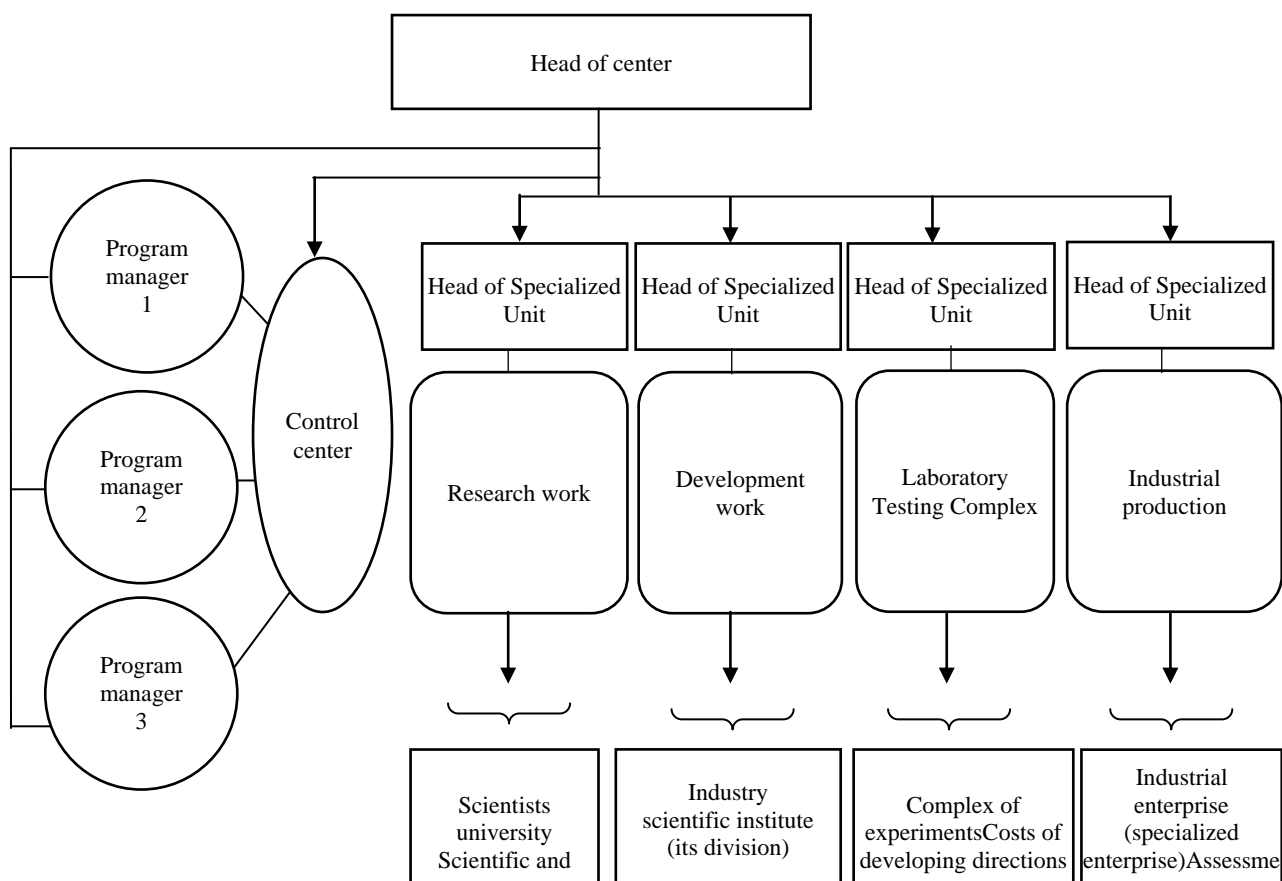 Head of center
Program
manager
1
Program
manager
2
Program
manager
3
Control
center
Head of Specialized
Unit
Head of Specialized
Unit
Head of Specialized
Unit
Head of Specialized
Unit
Research work
Development
work
Laboratory
Testing Complex
Industrial
production
Scientists
university
Scientific and
Industry
scientific institute
(its division)
Complex of
experimentsCosts of
developing directions
Industrial
enterprise
(specialized
enterprise)Assessme